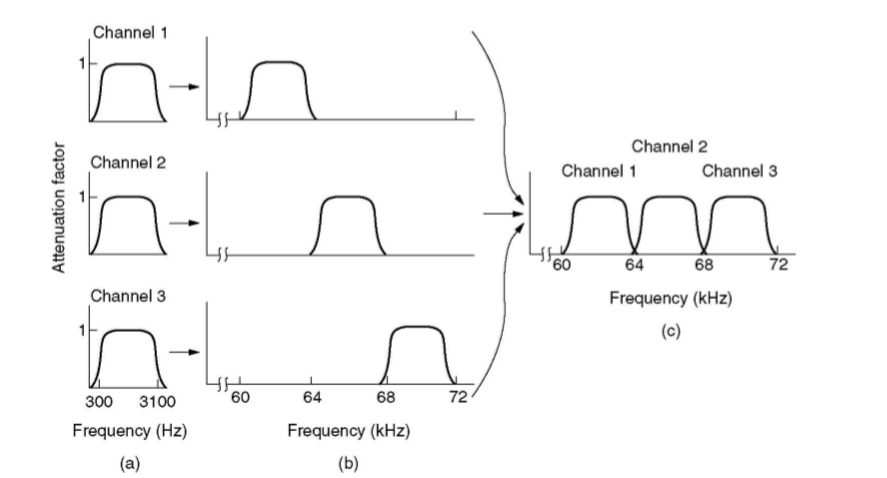 Channel 1
1
Channel 2
1
Attenuation factor
Channel 3
1
300 3100
Frequency (Hz)
(a)
60 64 68 72
Frequency (kHz)
(b)
Channel 2
Channel 1 Channel 3
60 64 68 72
Frequency (kHz)
(c)